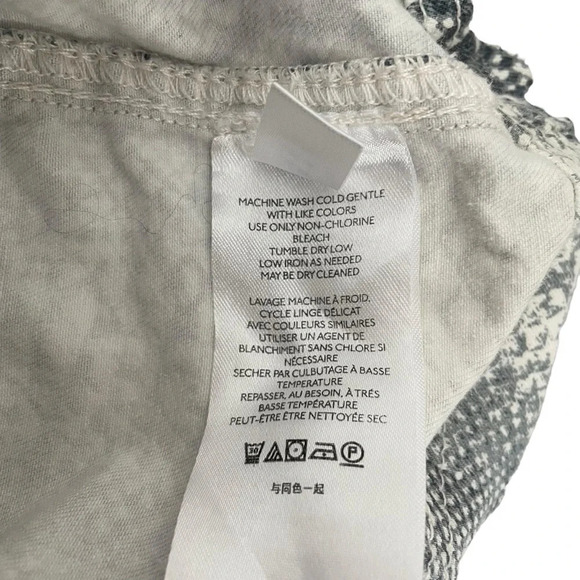 MACHINE WASH COLD GENTLE
WITH LIKE COLORS
USE ONLY NON-CHLORINE
BLEACH
TUMBLE DRY LOW
LOW IRON AS NEEDED
MAY BE DRY CLEANED
LAVAGE MACHINE À FROID,
CYCLE LINGE DÉLICAT
AVEC COULEURS SIMILAIRES
UTILISER UN AGENT DE
BLANCHIMENT SANS CHLORE SI
NÉCESSAIRE
SECHER PAR CULBUTAGE À BASSE
TEMPERATURE
REPASSER, AU BESOIN, À TRÉS
BASSE TEMPÉRATURE
PEUT-ÊTRE ÊTRE NETTOYÉE SEC
30 P
与同色一起